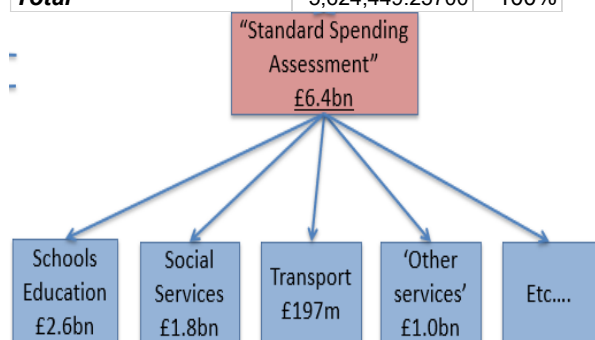 Total 100%
“Standard Spending
Assessment”
£6.4bn
Schools
Education
£2.6bn
Social
Services
£1.8bn
Transport
£197m
‘Other
services’
£1.0bn
Etc....